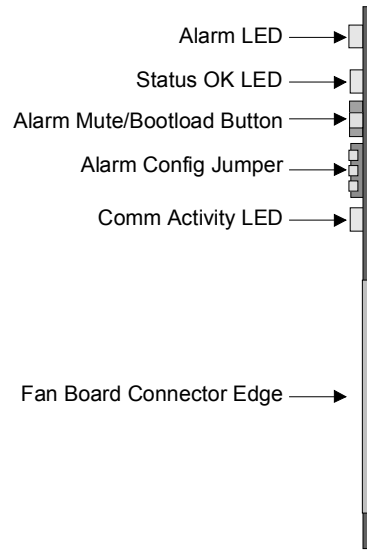 Alarm LED
Status OK LED
Alarm Mute/Bootload Button
Alarm Config Jumper
Comm Activity LED
Fan Board Connector Edge